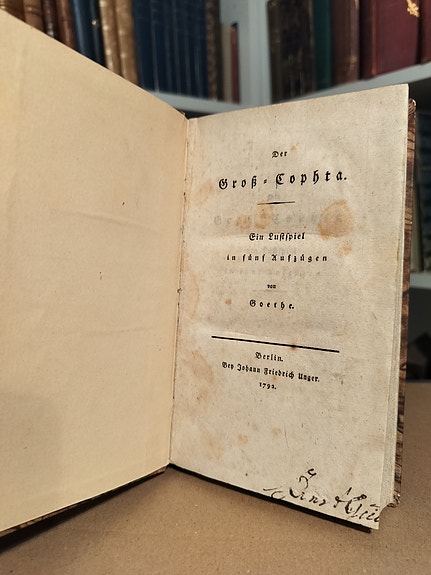 Der
Groß-Cophta.
Ein Lustspiel
in fünf Aufzügen
von
Goethe.
Berlin.
Bey Johann Friedrich Unger.
1792.